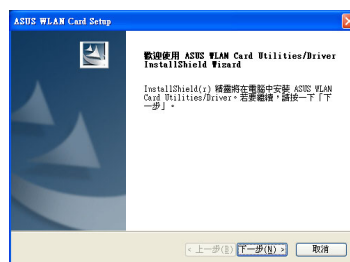 ASUS WLAN Card Setup
歡迎使用 ASUS WLAN Card Utilities/Driver
InstallShield Wizard
InstallShield(r) 精靈將在電腦中安裝 ASUS WLAN
Card Utilities/Driver。若要繼續，請按一下「下
一步」。
< 上一步(B)
下一步(N) >
取消